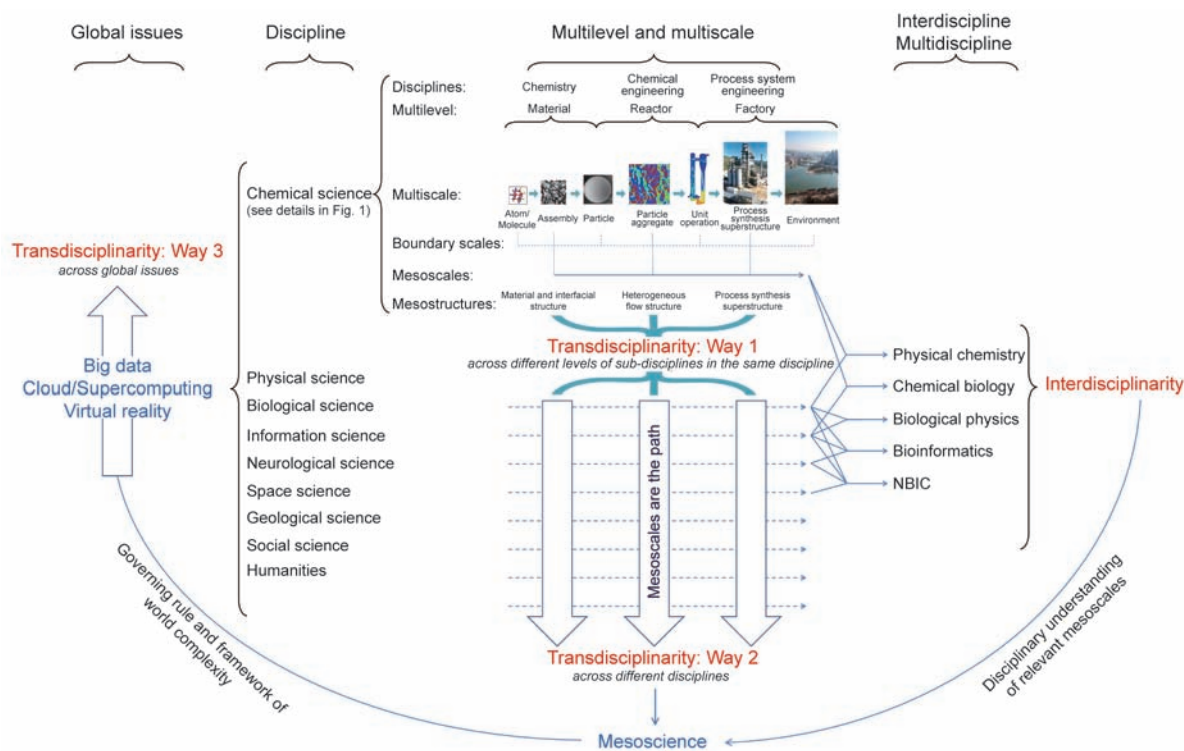 Global issues
Discipline
Multilevel and multiscale
Interdiscipline
Multidiscipline
Disciplines:
Chemistry
Chemical
engineering
Process system
engineering
Multilevel:
Material
Reactor
Factory
Chemical science
(see details in Fig. 1)
Multiscale:
Atom/
Molecule
Assembly
Particle
Particle
aggregate
Unit
operation
Process
synthesis
superstructure
Environment
Boundary scales:
Mesoscales:
Mesostructures:
Material and interfacial
structure
Heterogeneous
flow structure
Process synthesis
superstructure
Transdisciplinarity: Way 3
across global issues
Big data
Cloud/Supercomputing
Virtual reality
Transdisciplinarity: Way 1
across different levels of sub-disciplines in the same discipline
Physical science
Biological science
Information science
Neurological science
Space science
Geological science
Social science
Humanities
Mesoscales are the path
Physical chemistry
Chemical biology
Biological physics
Bioinformatics
NBIC
Interdisciplinarity
Transdisciplinarity: Way 2
across different disciplines
Governing rule and framework of
world complexity
Disciplinary understanding
of relevant mesoscales
Mesoscience